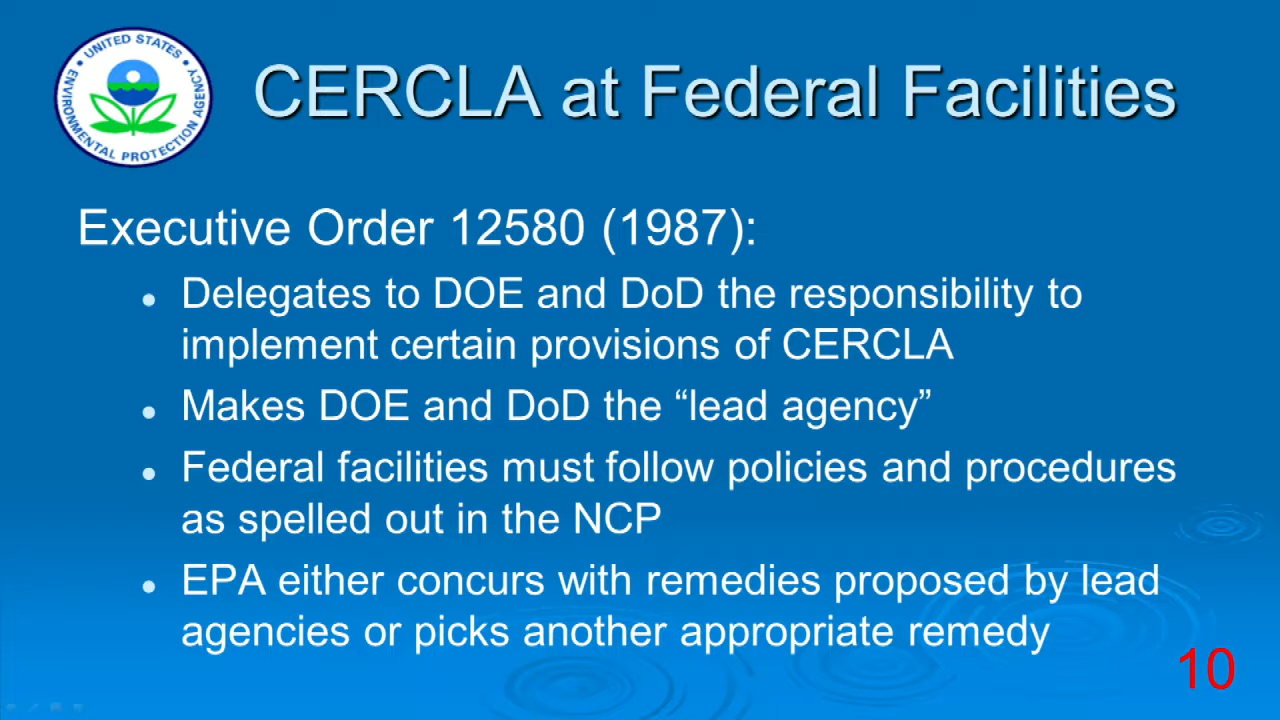 UNITED STATES
ENVIRONMENTAL PROTECTION AGENCY
CERCLA at Federal Facilities
Executive Order 12580 (1987):
● Delegates to DOE and DoD the responsibility to
implement certain provisions of CERCLA
● Makes DOE and DoD the “lead agency”
● Federal facilities must follow policies and procedures
as spelled out in the NCP
● EPA either concurs with remedies proposed by lead
agencies or picks another appropriate remedy
10